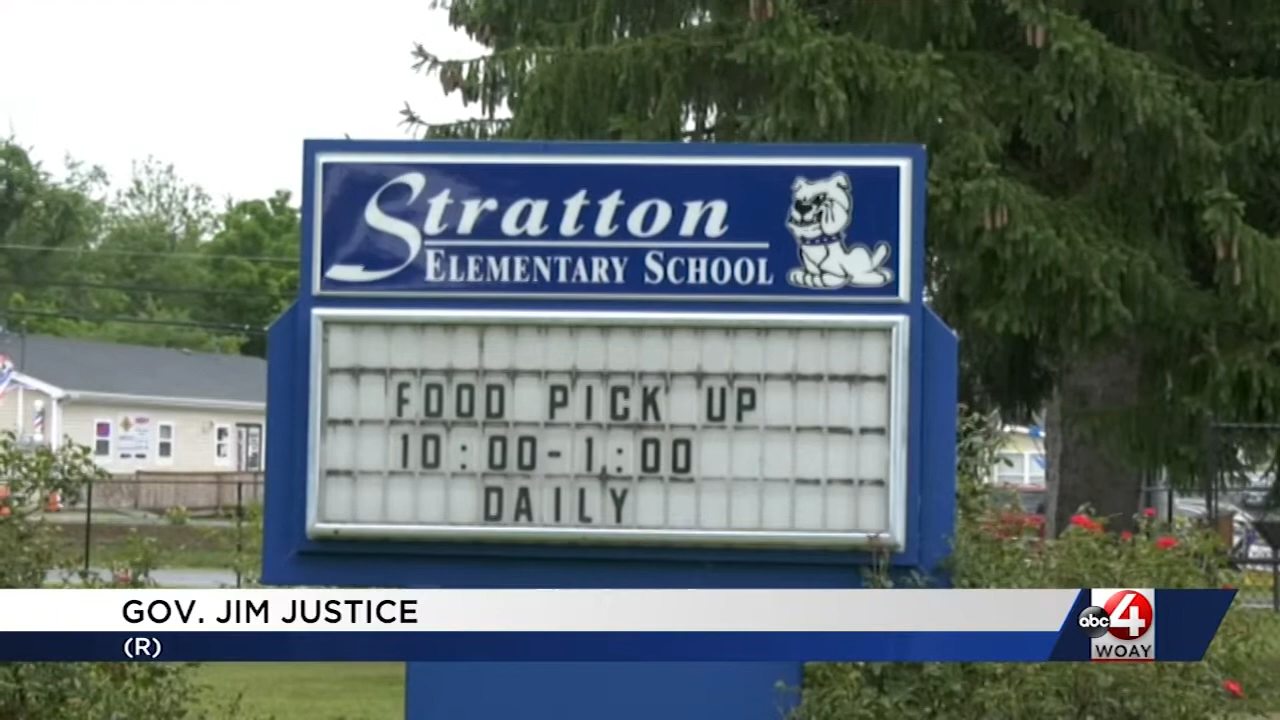 Stratton
ELEMENTARY SCHOOL
FOOD PICK UP
10:00-1:00
DAILY
GOV. JIM JUSTICE
(R)
abc 4
WOAY